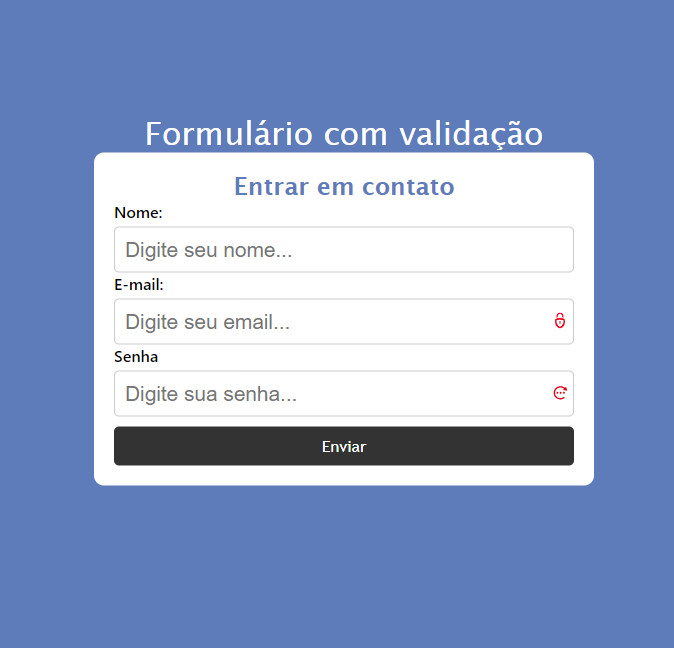 Formulário com validação
Entrar em contato
Nome:
Digite seu nome...
E-mail:
Digite seu email...
Senha
Digite sua senha...
Enviar